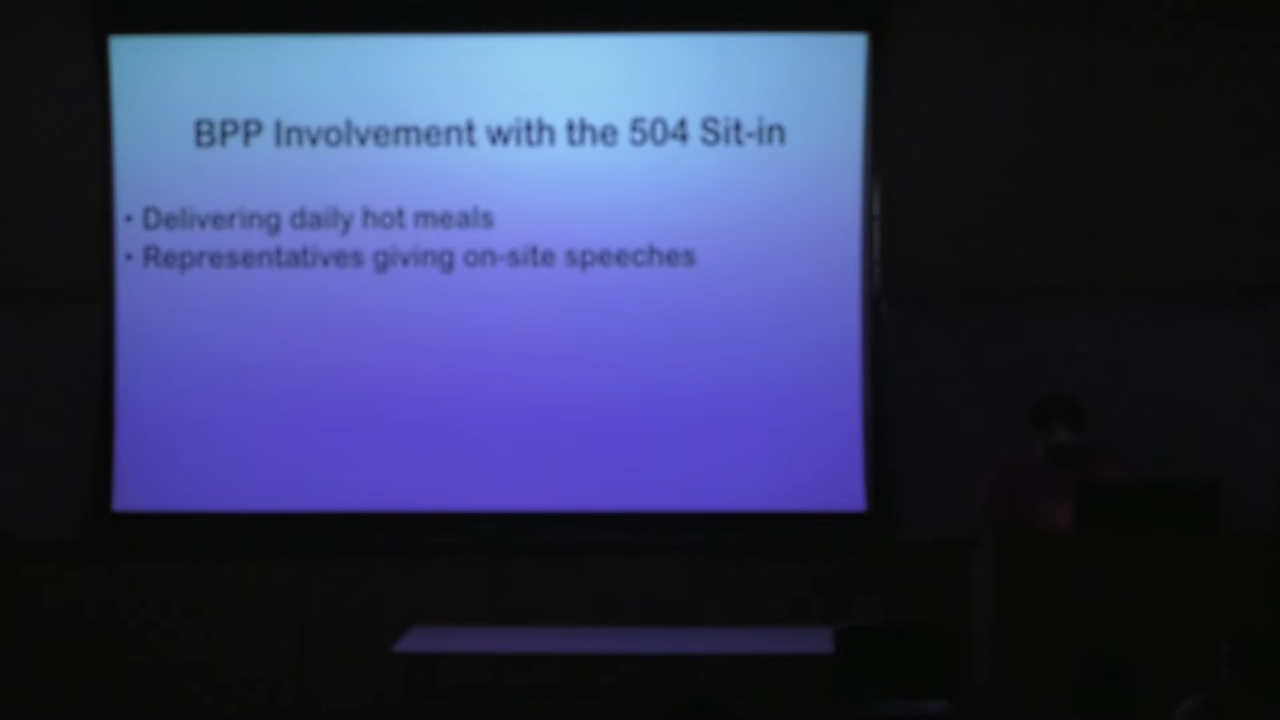 BPP Involvement with the 504 Sit-in
• Delivering daily hot meals
• Representatives giving on-site speeches